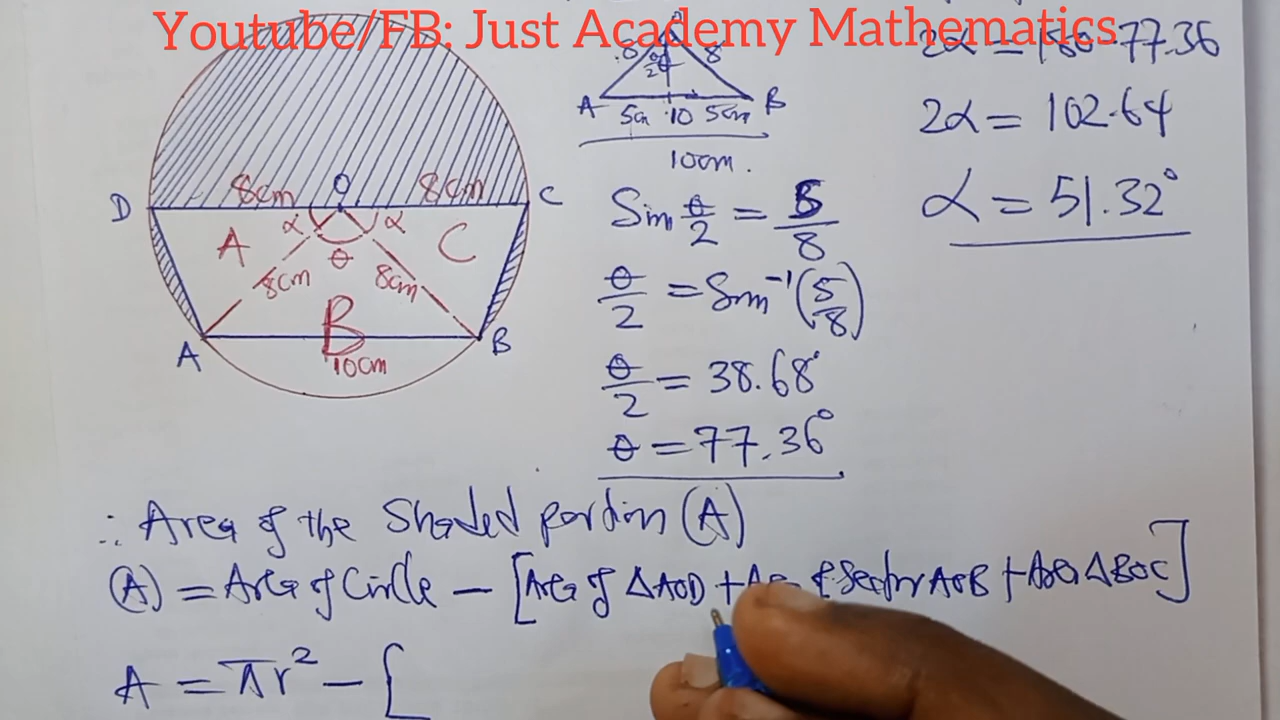 Youtube/FB: Just Academy Mathematics
D
8cm
O
8cm
C
α
α
θ
A
C
8cm
8cm
B
A
B
10cm
8
A
B
5cm 10 5cm
10cm.
Sin θ/2 = 5/8
θ/2 = Sin⁻¹(5/8)
θ/2 = 38.68°
θ = 77.36°
2α = 180-77.36
2α = 102.64
α = 51.32°
∴ Area of the Shaded portion (A)
(A) = Area of Circle - [Area of ΔAOD + of Sector AOB + Area ΔBOC]
A = πr² - [